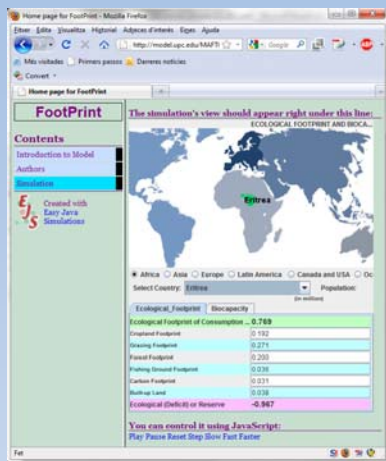 Home page for FootPrint - Mozilla Firefox
Fitxer Edita Visualitza Historial Adreces d'interès Eines Ajuda
http://model.upc.edu/MAFTI
Google
Més visitades Primers passos Darreres notícies
Convert
Home page for FootPrint
FootPrint
Contents
Introduction to Model
Authors
Simulation
Created with
Easy Java
Simulations
The simulation's view should appear right under this line:
ECOLOGICAL FOOTPRINT AND BIOCA...
Eritrea
Africa Asia Europe Latin America Canada and USA Oc
Select Country: Eritrea Population:
(in million)
Ecological_Footprint Biocapacity
Ecological Footprint of Consumption ... 0.769
Cropland Footprint 0.192
Grazing Footprint 0.271
Forest Footprint 0.200
Fishing Ground Footprint 0.036
Carbon Footprint 0.031
Built-up Land 0.038
Ecological (Deficit) or Reserve -0.967
You can control it using JavaScript:
Play Pause Reset Step Slow Fast Faster
Fet